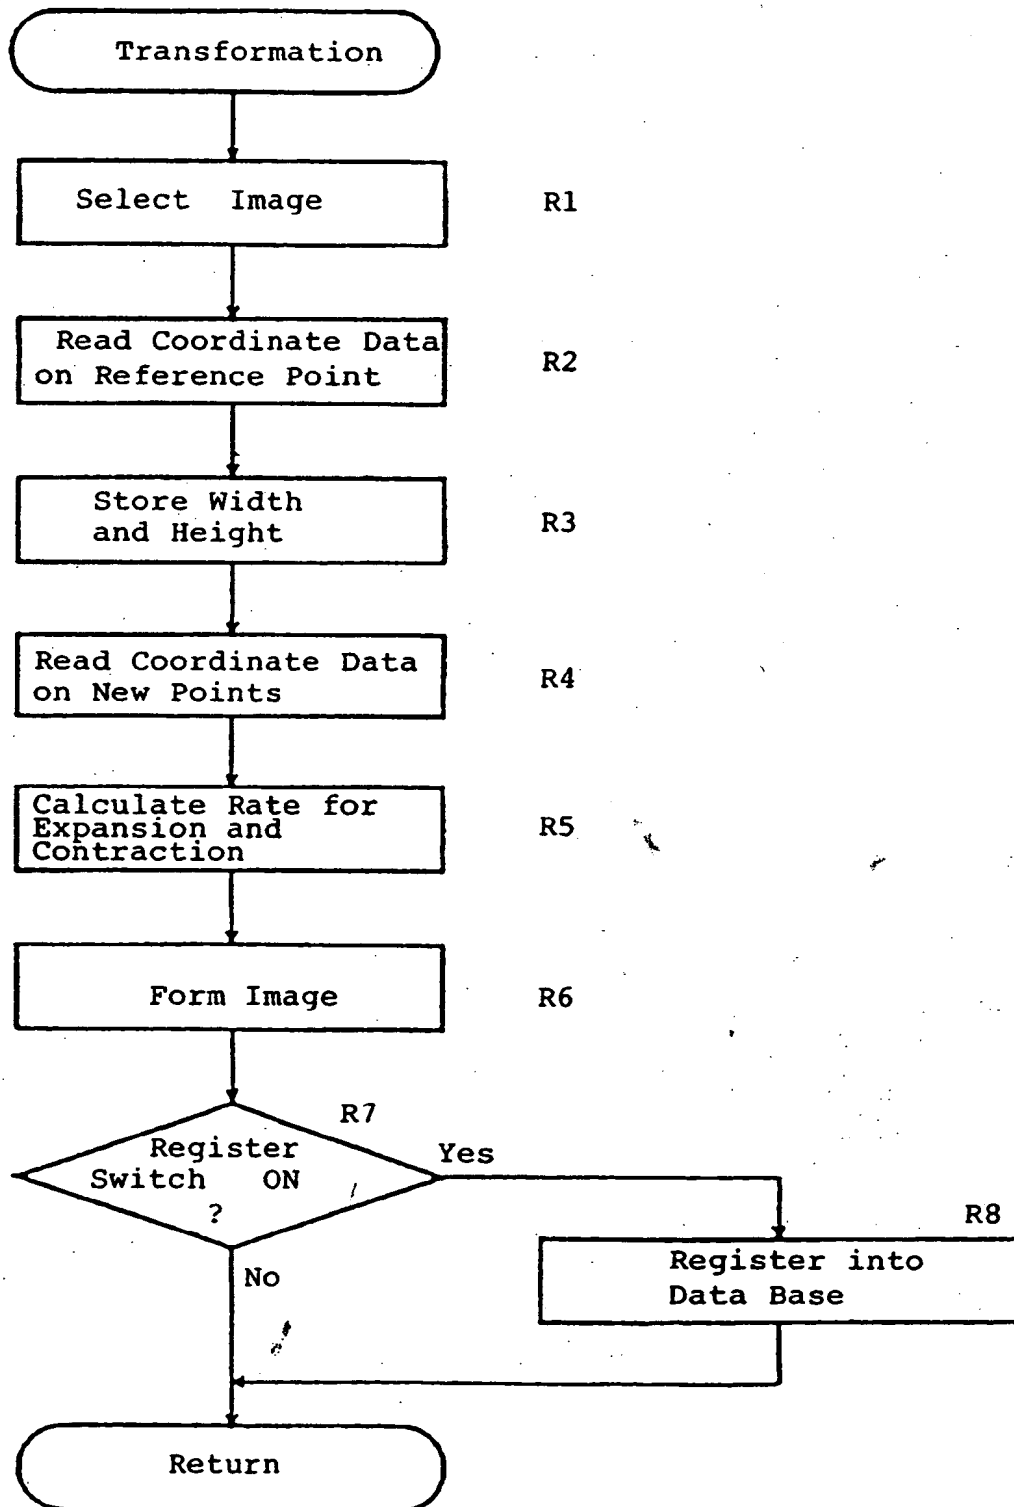 Transformation
Select Image
R1
Read Coordinate Data
on Reference Point
R2
Store Width
and Height
R3
Read Coordinate Data
on New Points
R4
Calculate Rate for
Expansion and
Contraction
R5
Form Image
R6
R7
Register
Switch ON
?
Yes
No
R8
Register into
Data Base
Return